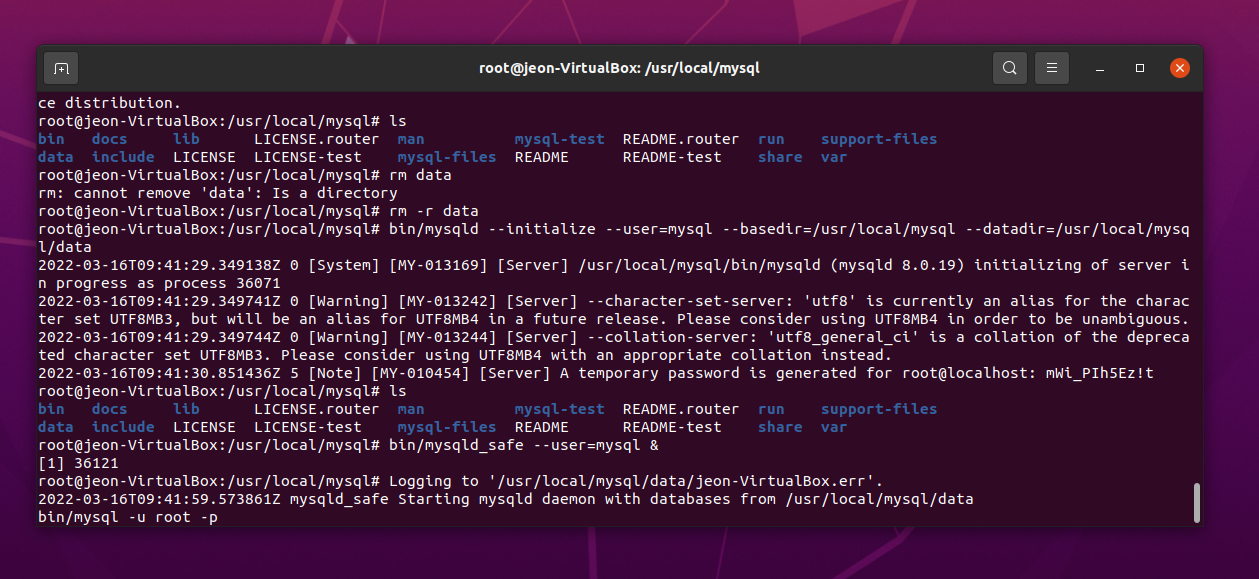 root@jeon-VirtualBox: /usr/local/mysql
ce distribution.
root@jeon-VirtualBox:/usr/local/mysql# ls
bin docs lib LICENSE.router man mysql-test README.router run support-files
data include LICENSE LICENSE-test mysql-files README README-test share var
root@jeon-VirtualBox:/usr/local/mysql# rm data
rm: cannot remove 'data': Is a directory
root@jeon-VirtualBox:/usr/local/mysql# rm -r data
root@jeon-VirtualBox:/usr/local/mysql# bin/mysqld --initialize --user=mysql --basedir=/usr/local/mysql --datadir=/usr/local/mysq
l/data
2022-03-16T09:41:29.349138Z 0 [System] [MY-013169] [Server] /usr/local/mysql/bin/mysqld (mysqld 8.0.19) initializing of server i
n progress as process 36071
2022-03-16T09:41:29.349741Z 0 [Warning] [MY-013242] [Server] --character-set-server: 'utf8' is currently an alias for the charac
ter set UTF8MB3, but will be an alias for UTF8MB4 in a future release. Please consider using UTF8MB4 in order to be unambiguous.
2022-03-16T09:41:29.349744Z 0 [Warning] [MY-013244] [Server] --collation-server: 'utf8_general_ci' is a collation of the depreca
ted character set UTF8MB3. Please consider using UTF8MB4 with an appropriate collation instead.
2022-03-16T09:41:30.851436Z 5 [Note] [MY-010454] [Server] A temporary password is generated for root@localhost: mWi_PIh5Ez!t
root@jeon-VirtualBox:/usr/local/mysql# ls
bin docs lib LICENSE.router man mysql-test README.router run support-files
data include LICENSE LICENSE-test mysql-files README README-test share var
root@jeon-VirtualBox:/usr/local/mysql# bin/mysqld_safe --user=mysql &
[1] 36121
root@jeon-VirtualBox:/usr/local/mysql# Logging to '/usr/local/mysql/data/jeon-VirtualBox.err'.
2022-03-16T09:41:59.573861Z mysqld_safe Starting mysqld daemon with databases from /usr/local/mysql/data
bin/mysql -u root -p